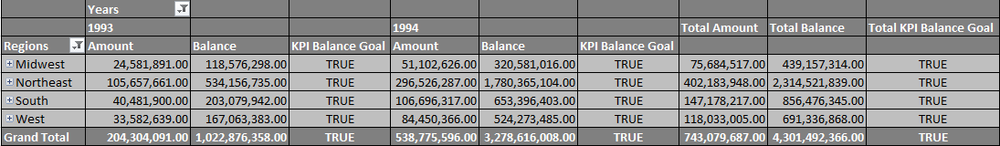 Years
1993 1994 Total Amount Total Balance Total KPI Balance Goal
Regions Amount Balance KPI Balance Goal Amount Balance KPI Balance Goal
Midwest 24,581,891.00 118,576,298.00 TRUE 51,102,626.00 320,581,016.00 TRUE 75,684,517.00 439,157,314.00 TRUE
Northeast 105,657,661.00 534,156,735.00 TRUE 296,526,287.00 1,780,365,104.00 TRUE 402,183,948.00 2,314,521,839.00 TRUE
South 40,481,900.00 203,079,942.00 TRUE 106,696,317.00 653,396,403.00 TRUE 147,178,217.00 856,476,345.00 TRUE
West 33,582,639.00 167,063,383.00 TRUE 84,450,366.00 524,273,485.00 TRUE 118,033,005.00 691,336,868.00 TRUE
Grand Total 204,304,091.00 1,022,876,358.00 TRUE 538,775,596.00 3,278,616,008.00 TRUE 743,079,687.00 4,301,492,366.00 TRUE